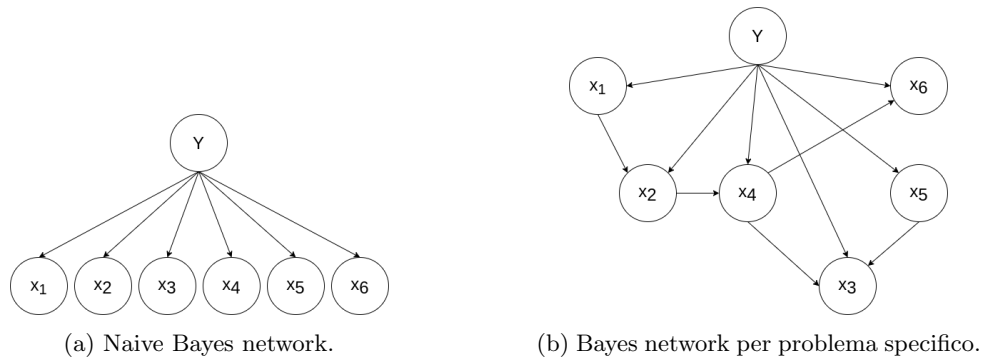 Y
x1 x2 x3 x4 x5 x6
(a) Naive Bayes network.
Y
x1 x6
x2 x4 x5
x3
(b) Bayes network per problema specifico.